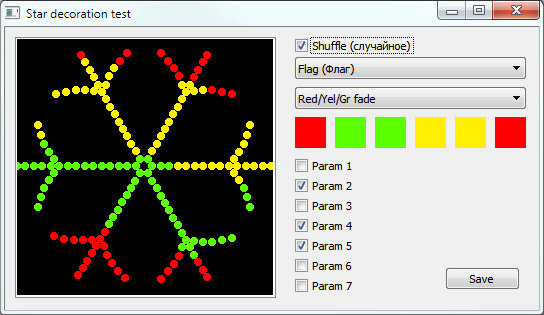 Star decoration test
Shuffle (случайное)
Flag (Флаг)
Red/Yel/Gr fade
Param 1
Param 2
Param 3
Param 4
Param 5
Param 6
Param 7
Save